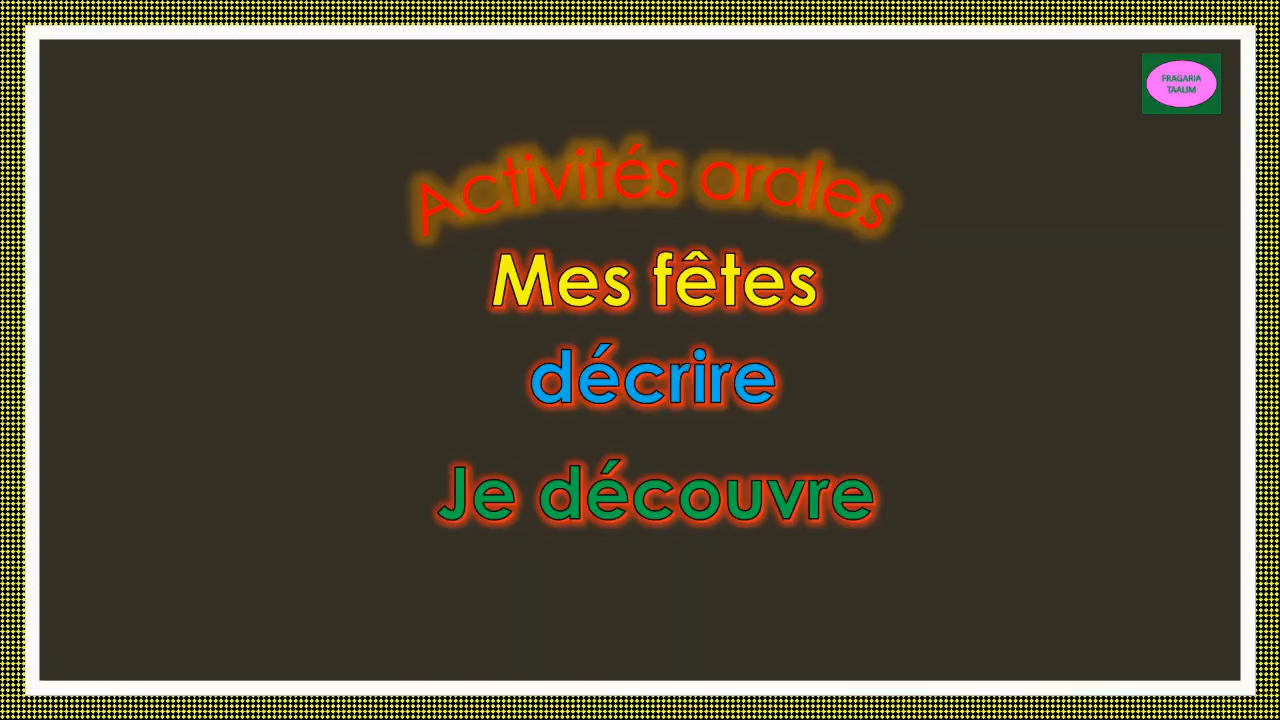 FRAGARIA
TAALIM
Activités orales
Mes fêtes
décrire
Je découvre